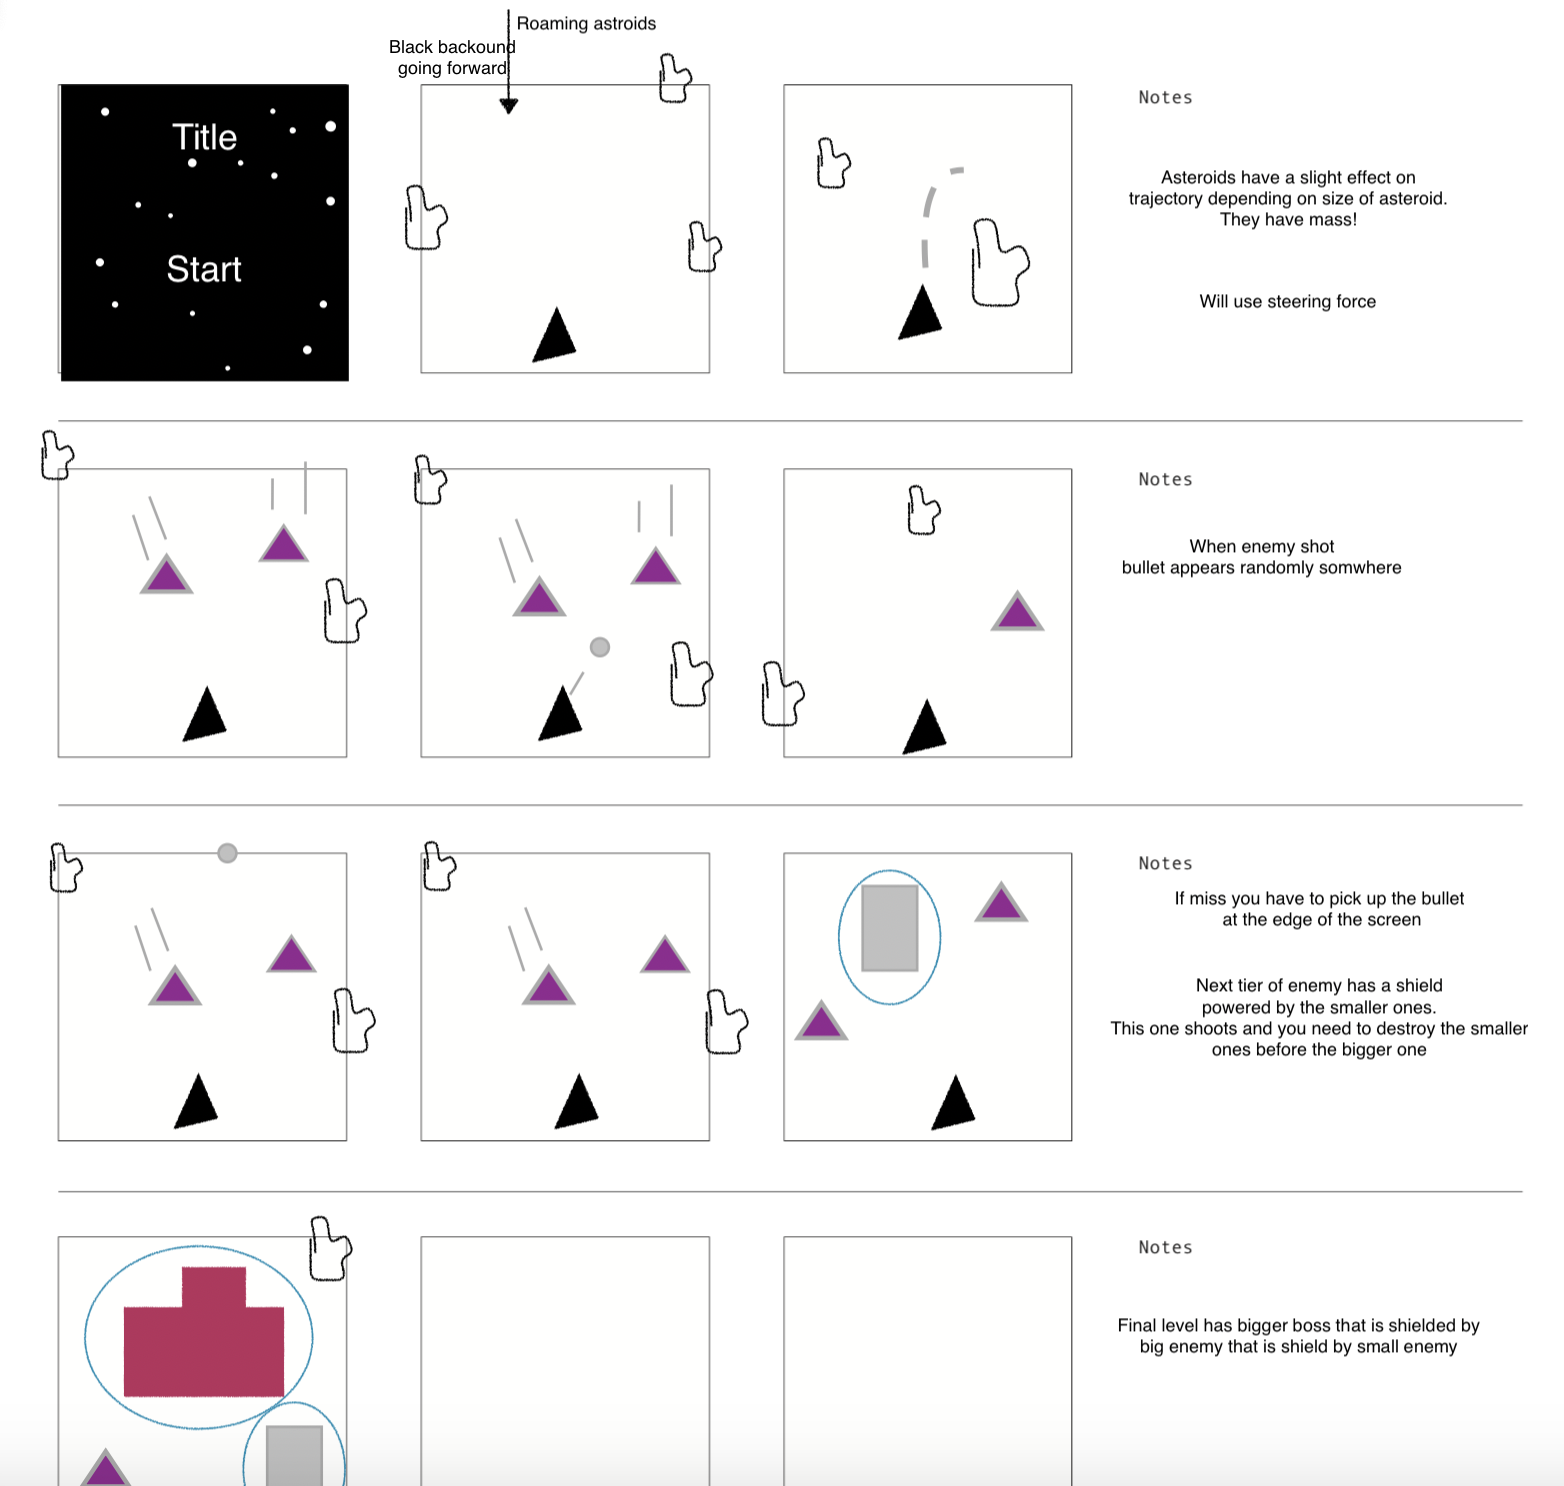 Roaming astroids
Black backound
going forward
Title
Start
Notes
Asteroids have a slight effect on
trajectory depending on size of asteroid.
They have mass!
Will use steering force
Notes
When enemy shot
bullet appears randomly somwhere
Notes
If miss you have to pick up the bullet
at the edge of the screen
Next tier of enemy has a shield
powered by the smaller ones.
This one shoots and you need to destroy the smaller
ones before the bigger one
Notes
Final level has bigger boss that is shielded by
big enemy that is shield by small enemy